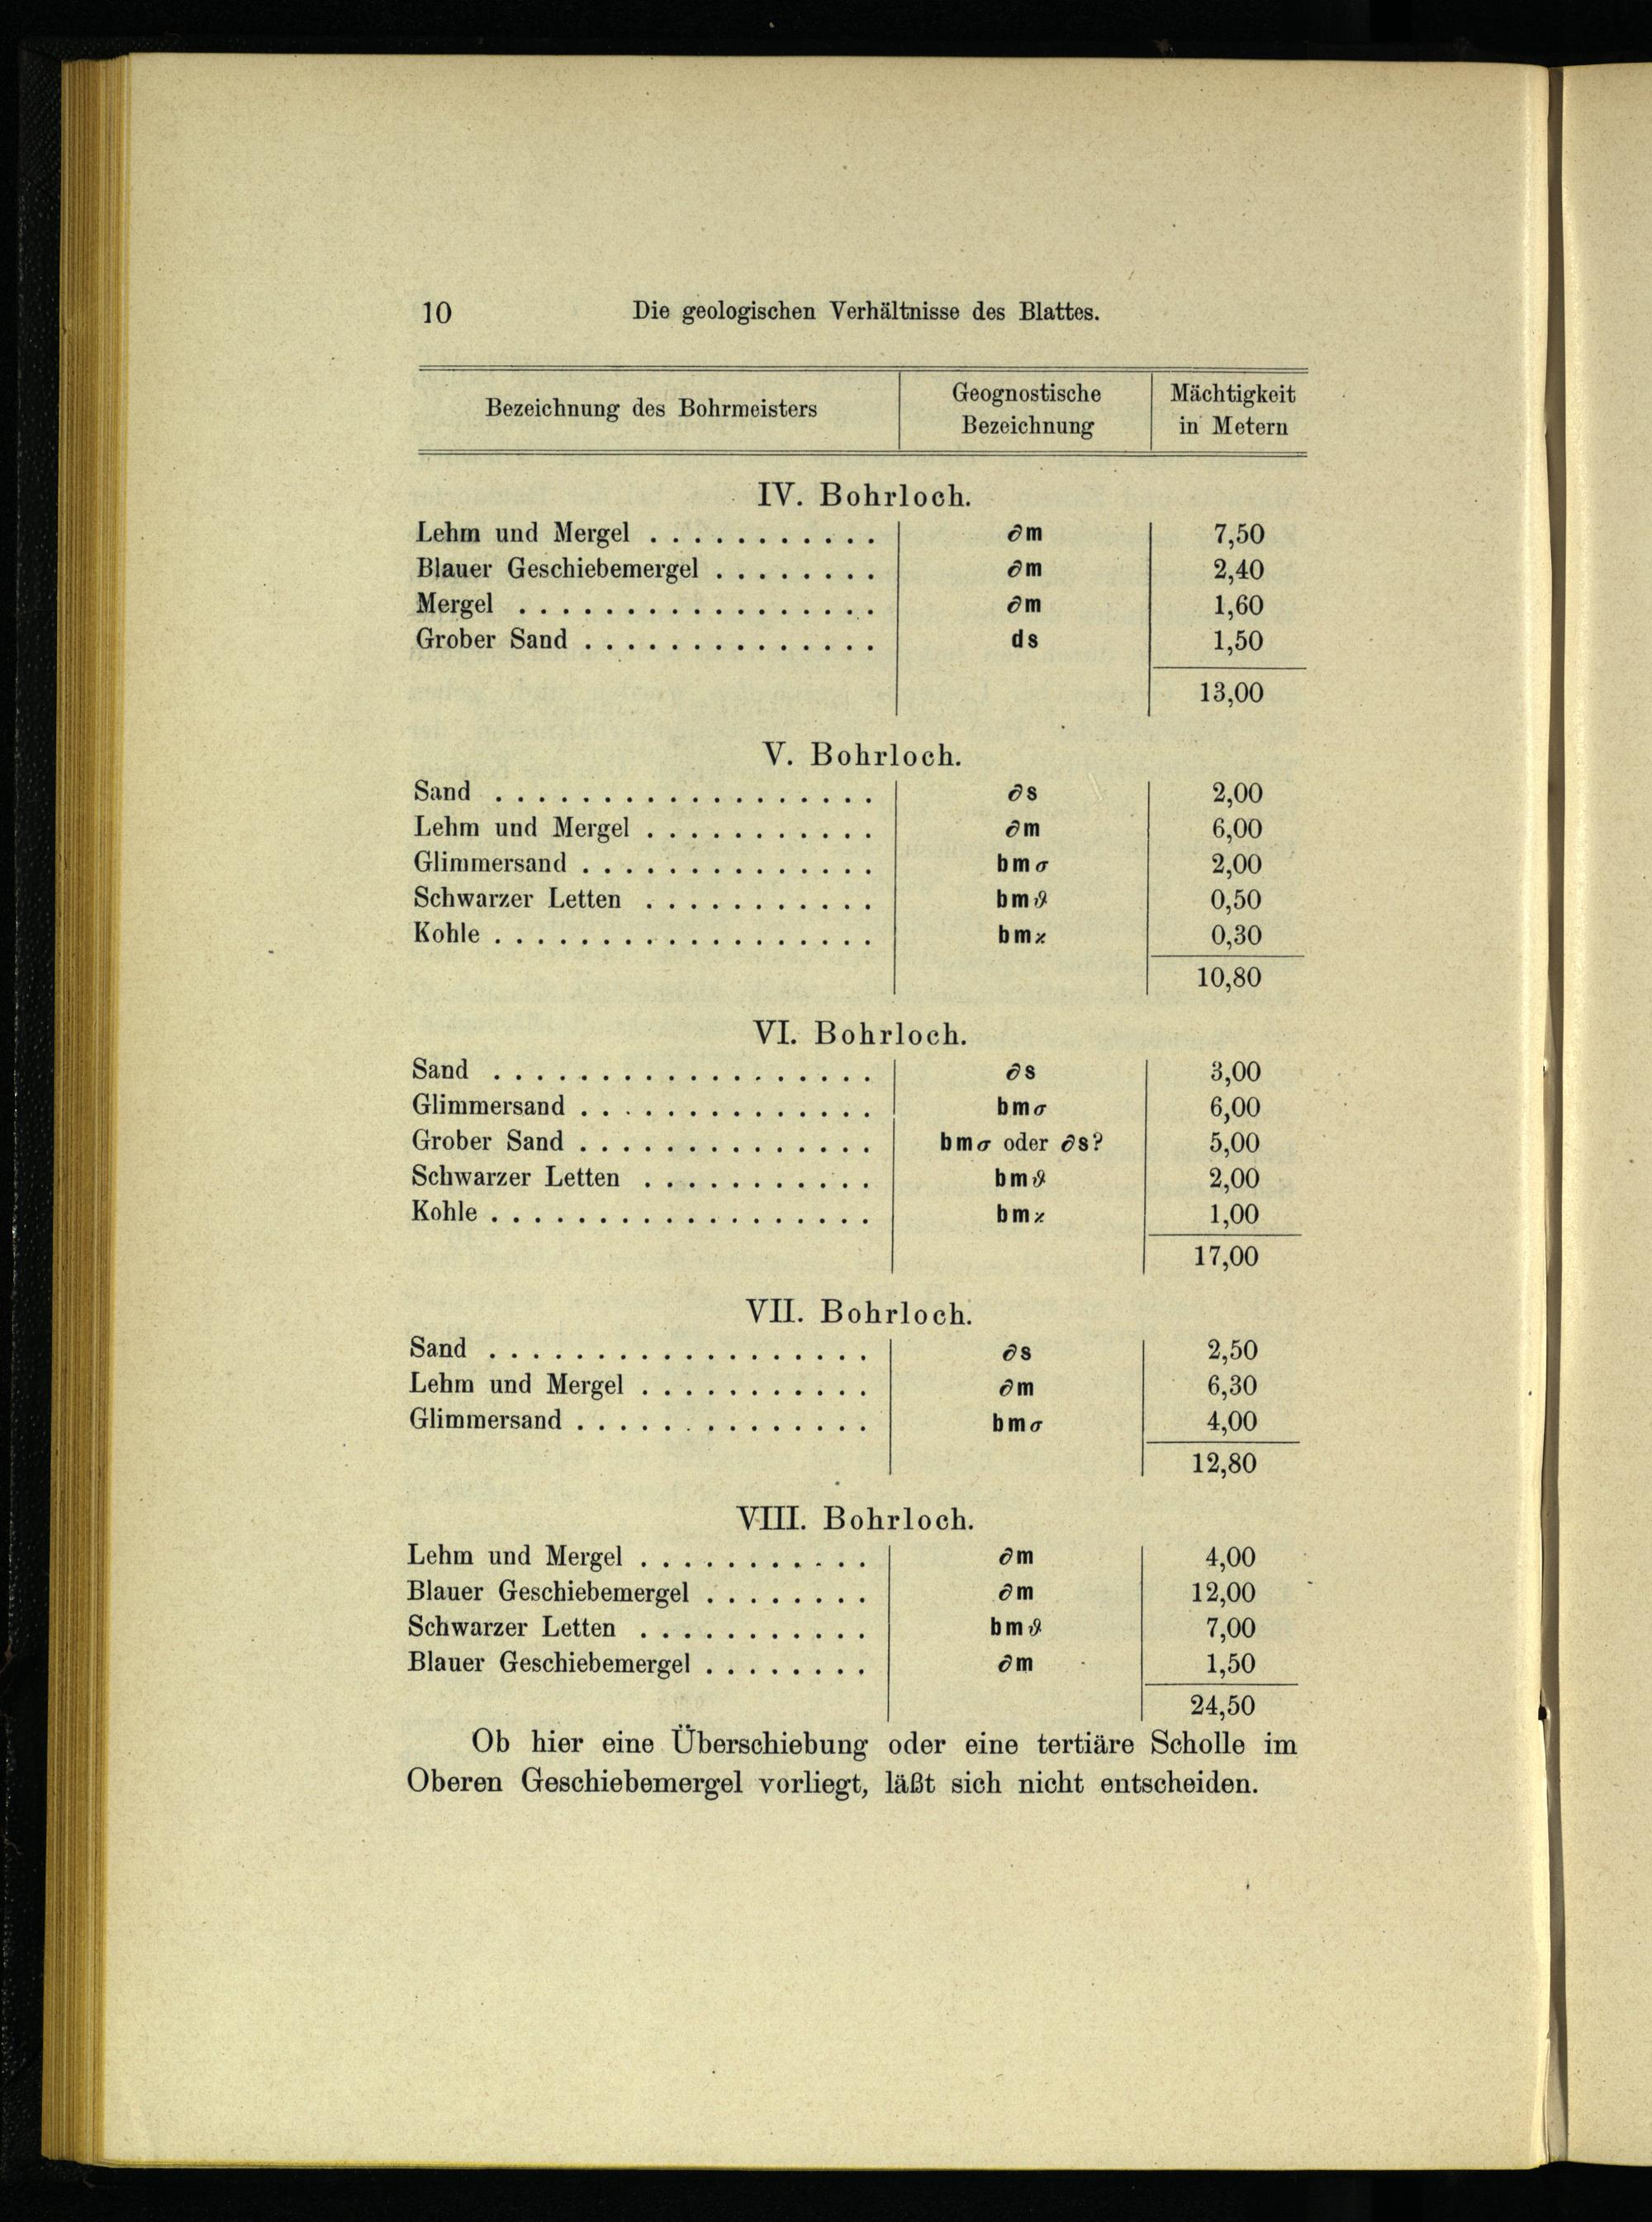 10 Die geologischen Verhältnisse des Blattes.
Bezeichnung des Bohrmeisters Geognostische Bezeichnung Mächtigkeit in Metern
IV. Bohrloch.
Lehm und Mergel . . . . . . . . . . . ∂m 7,50
Blauer Geschiebemergel . . . . . . . . ∂m 2,40
Mergel . . . . . . . . . . . . . . . . . ∂m 1,60
Grober Sand . . . . . . . . . . . . . . ds 1,50
13,00
V. Bohrloch.
Sand . . . . . . . . . . . . . . . . . . ∂s 2,00
Lehm und Mergel . . . . . . . . . . . ∂m 6,00
Glimmersand . . . . . . . . . . . . . . bmσ 2,00
Schwarzer Letten . . . . . . . . . . . bmϑ 0,50
Kohle . . . . . . . . . . . . . . . . . . bmϰ 0,30
10,80
VI. Bohrloch.
Sand . . . . . . . . . . . . . . . . . . ∂s 3,00
Glimmersand . . . . . . . . . . . . . . bmσ 6,00
Grober Sand . . . . . . . . . . . . . . bmσ oder ∂s? 5,00
Schwarzer Letten . . . . . . . . . . . bmϑ 2,00
Kohle . . . . . . . . . . . . . . . . . . bmϰ 1,00
17,00
VII. Bohrloch.
Sand . . . . . . . . . . . . . . . . . . ∂s 2,50
Lehm und Mergel . . . . . . . . . . . ∂m 6,30
Glimmersand . . . . . . . . . . . . . . bmσ 4,00
12,80
VIII. Bohrloch.
Lehm und Mergel . . . . . . . . . . . ∂m 4,00
Blauer Geschiebemergel . . . . . . . . ∂m 12,00
Schwarzer Letten . . . . . . . . . . . bmϑ 7,00
Blauer Geschiebemergel . . . . . . . . ∂m 1,50
24,50
Ob hier eine Überschiebung oder eine tertiäre Scholle im
Oberen Geschiebemergel vorliegt, läßt sich nicht entscheiden.